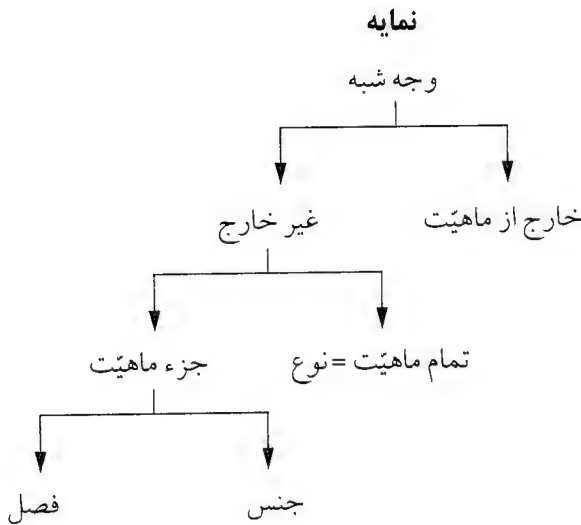 نمایه
وجه شبه
خارج از ماهیّت غیر خارج
تمام ماهیّت = نوع جزء ماهیّت
جنس فصل